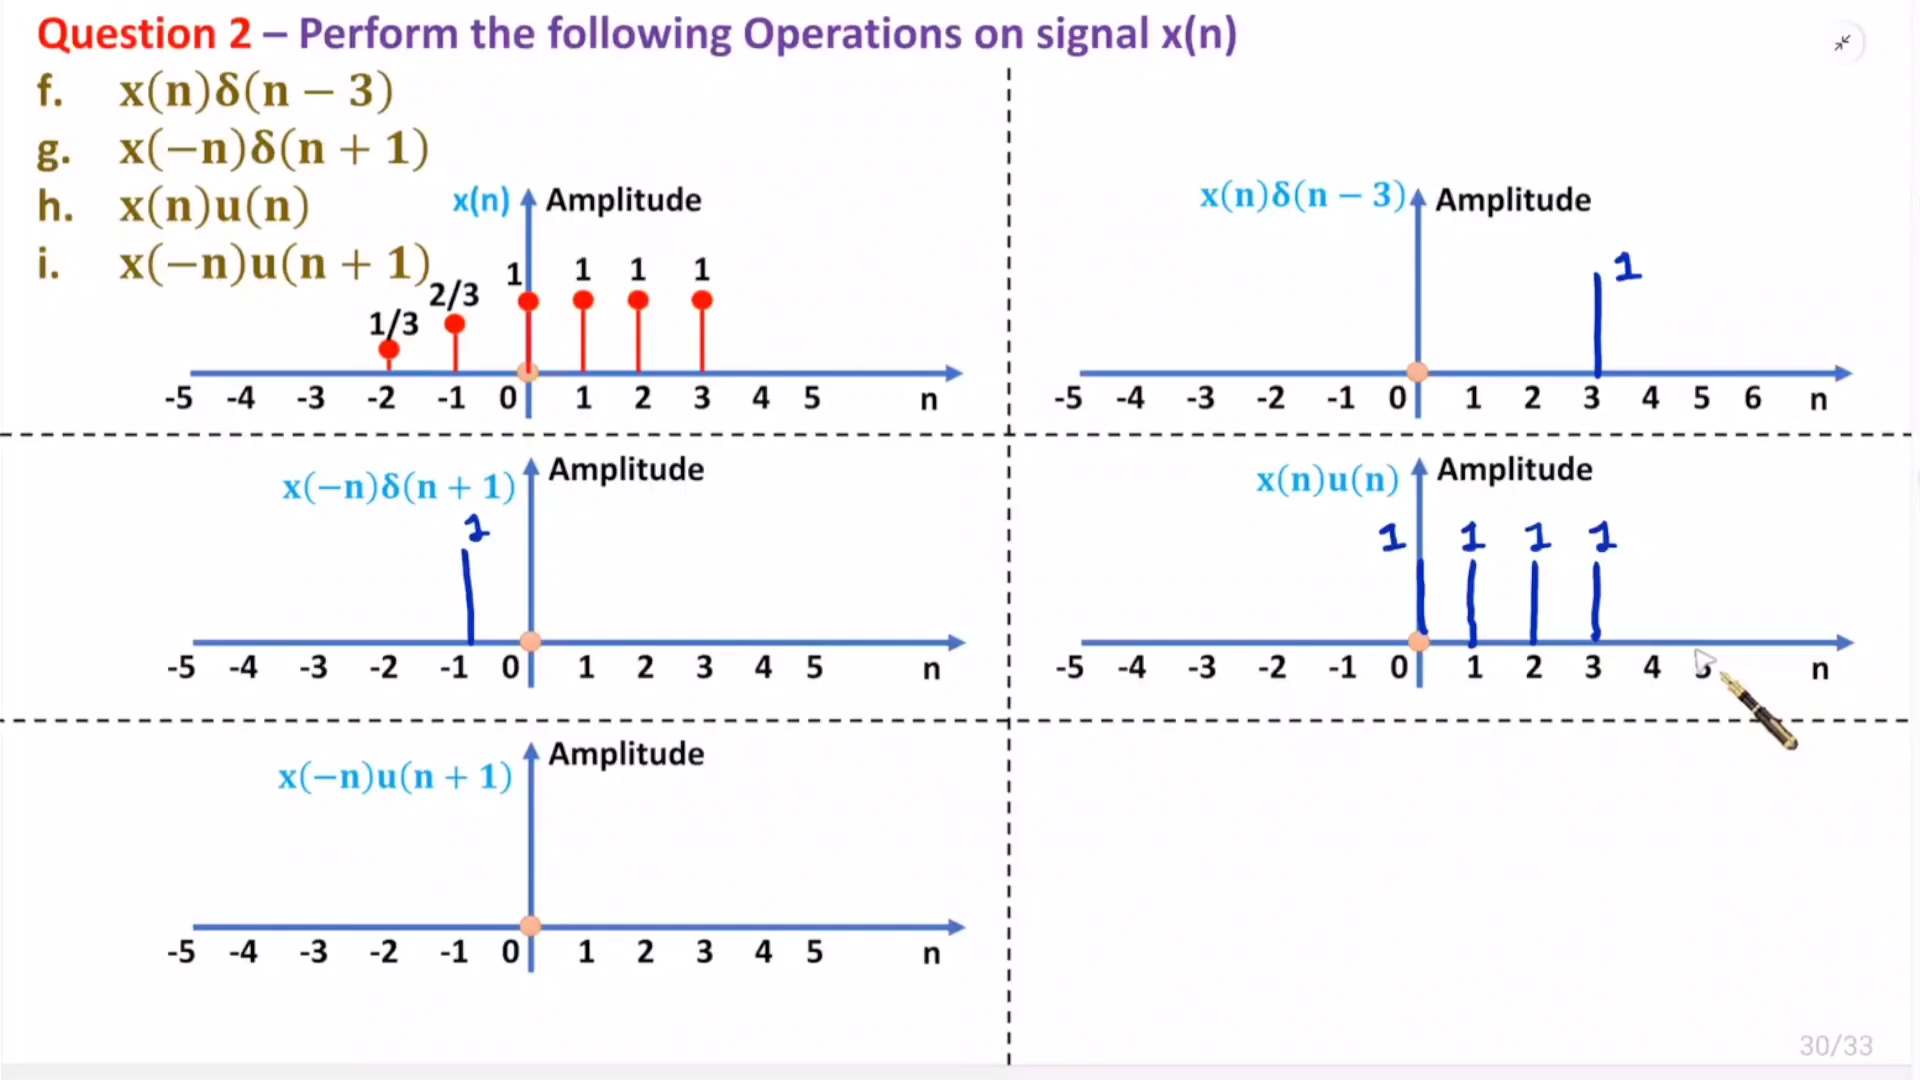 Question 2 – Perform the following Operations on signal x(n)
f. x(n)δ(n − 3)
g. x(−n)δ(n + 1)
h. x(n)u(n)
i. x(−n)u(n + 1)
x(n) Amplitude
1/3 2/3 1 1 1 1
-5 -4 -3 -2 -1 0 1 2 3 4 5 n
x(n)δ(n − 3) Amplitude
1
-5 -4 -3 -2 -1 0 1 2 3 4 5 6 n
x(−n)δ(n + 1) Amplitude
1
-5 -4 -3 -2 -1 0 1 2 3 4 5 n
x(n)u(n) Amplitude
1 1 1 1
-5 -4 -3 -2 -1 0 1 2 3 4 5 n
x(−n)u(n + 1) Amplitude
-5 -4 -3 -2 -1 0 1 2 3 4 5 n
30/33